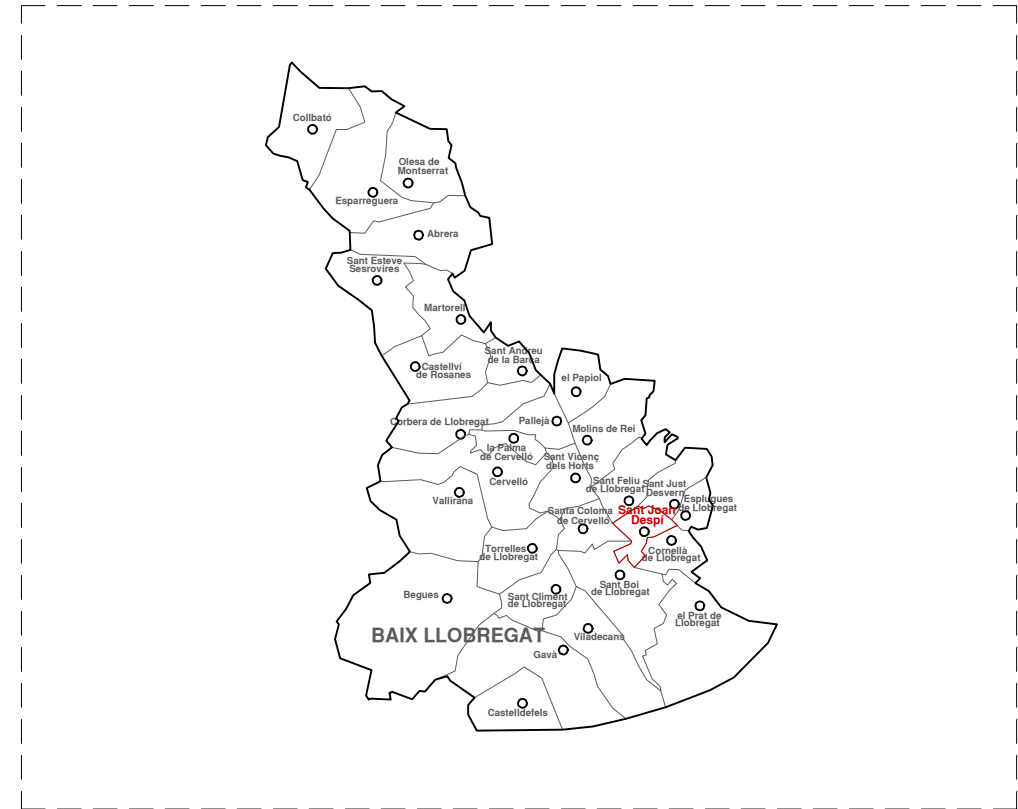 Collbató
Olesa de
Montserrat
Esparreguera
Abrera
Sant Esteve
Sesrovires
Martorell
Sant Andreu
de la Barca
Castellví
de Rosanes
el Papiol
Corbera de Llobregat
Pallejà
Molins de Rei
la Palma
de Cervelló
Sant Vicenç
dels Horts
Cervelló
Sant Feliu
de Llobregat
Sant Just
Desvern
Vallirana
Esplugues
de Llobregat
Santa Coloma
de Cervelló
Sant Joan
Despí
Torrelles
de Llobregat
Cornellà
de Llobregat
Sant Boi
de Llobregat
Begues
Sant Climent
de Llobregat
el Prat de
Llobregat
BAIX LLOBREGAT
Viladecans
Gavà
Castelldefels